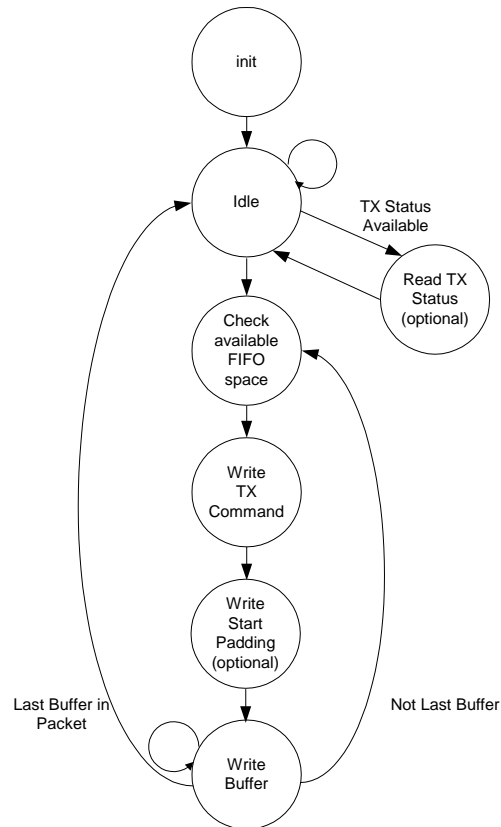 init
Idle
TX Status
Available
Read TX
Status
(optional)
Check
available
FIFO
space
Write
TX
Command
Write
Start
Padding
(optional)
Last Buffer in
Packet
Not Last Buffer
Write
Buffer